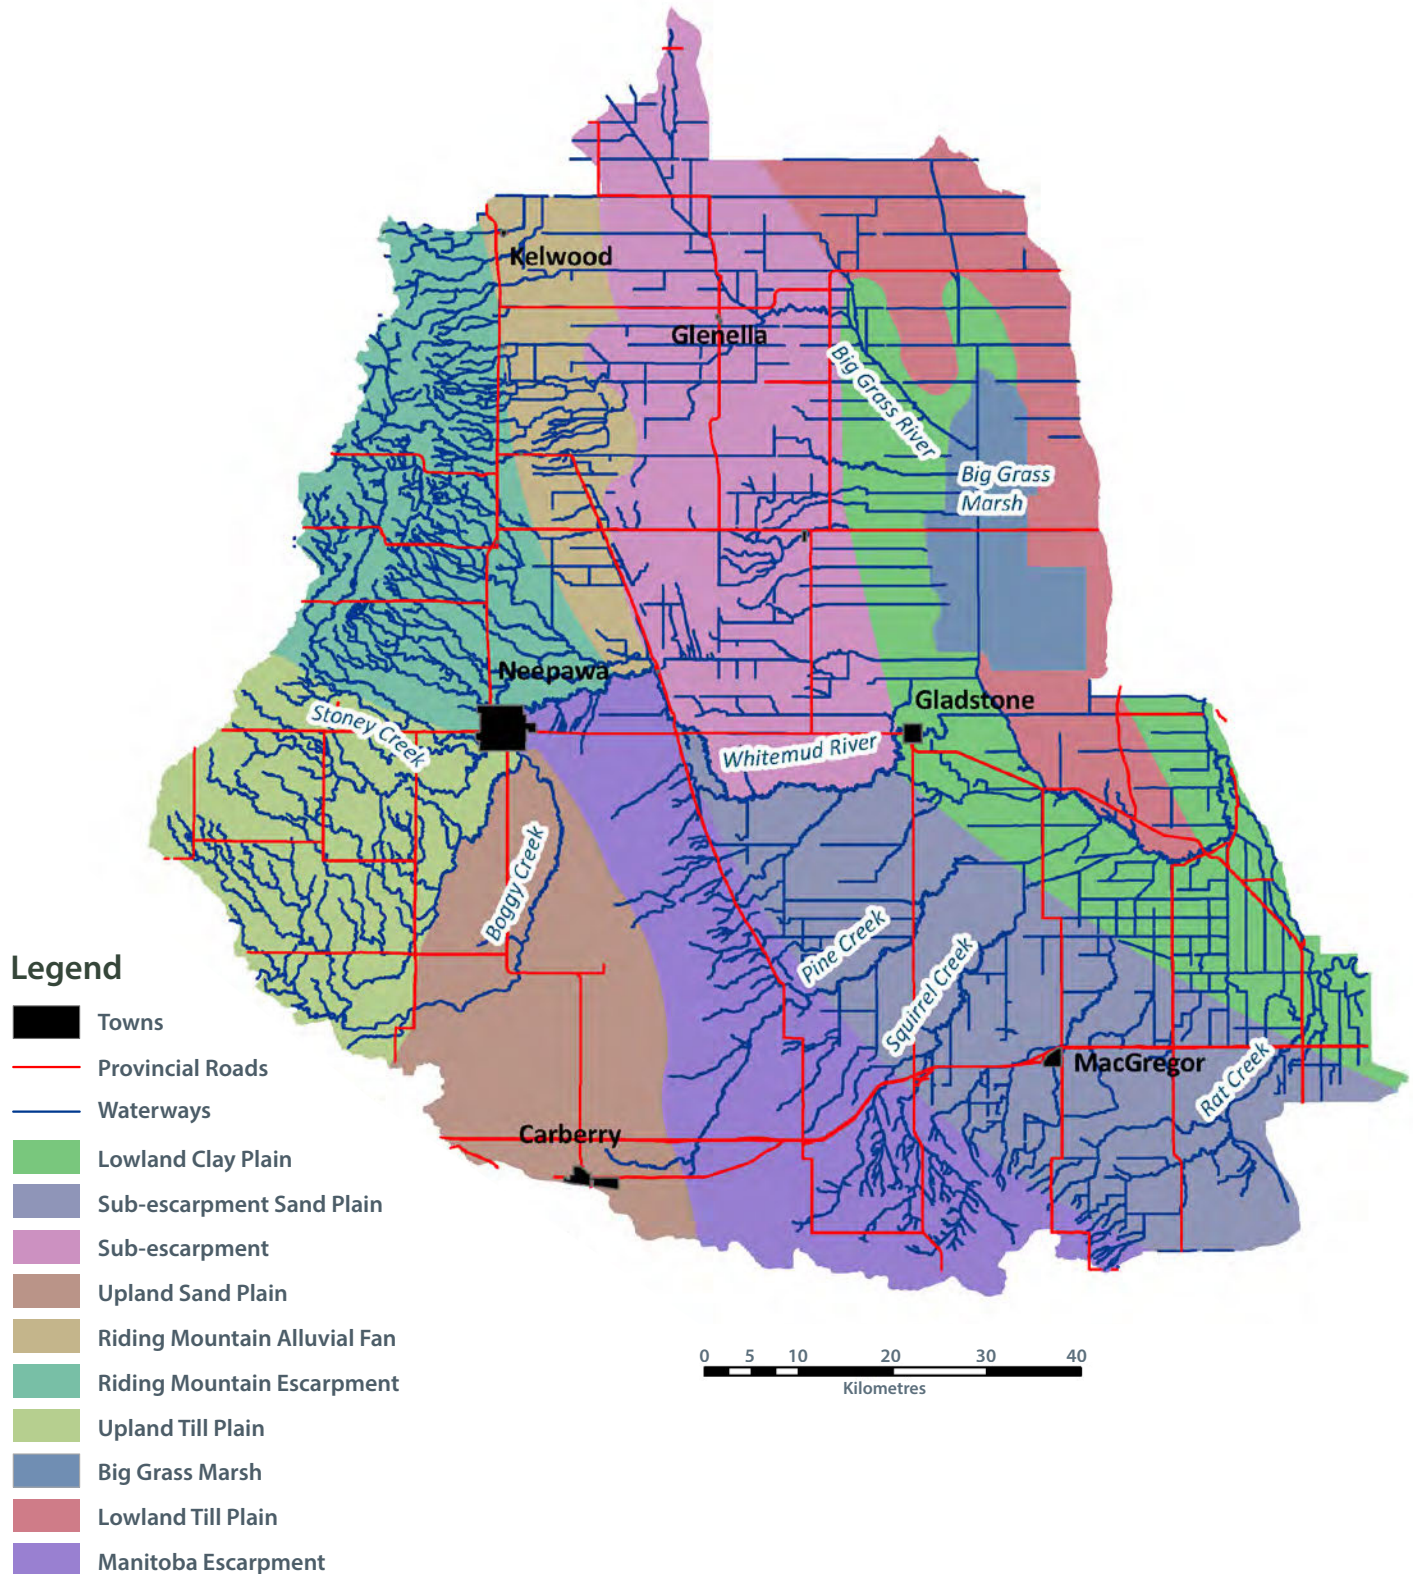 Kelwood
Glenella
Big Grass River
Big Grass
Marsh
Neepawa
Gladstone
Stoney Creek
Whitemud River
Boggy Creek
Pine Creek
Squirrel Creek
MacGregor
Rat Creek
Carberry
Legend
Towns
Provincial Roads
Waterways
Lowland Clay Plain
Sub-escarpment Sand Plain
Sub-escarpment
Upland Sand Plain
Riding Mountain Alluvial Fan
Riding Mountain Escarpment
Upland Till Plain
Big Grass Marsh
Lowland Till Plain
Manitoba Escarpment
0 5 10 20 30 40
Kilometres